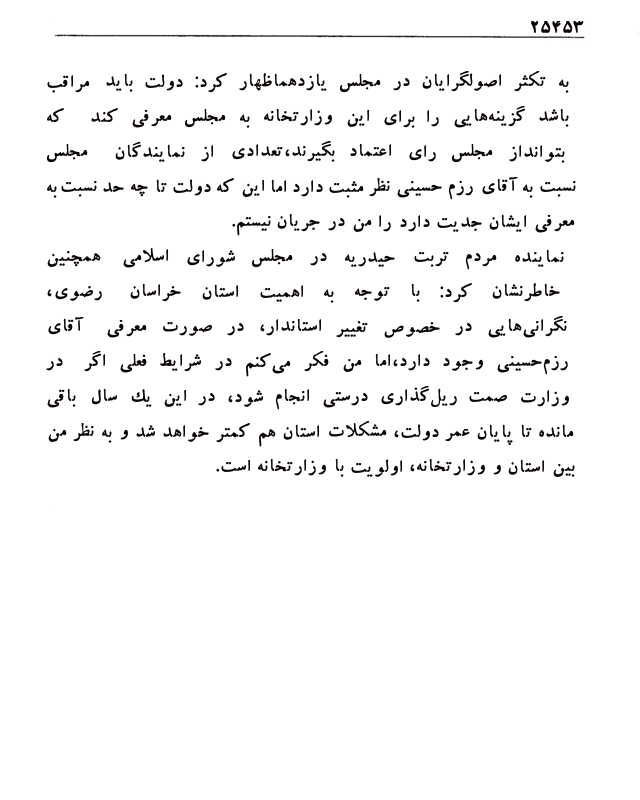 ۲۵۴۵۳
به تکثر اصولگرایان در مجلس یازدهماظهار کرد: دولت باید مراقب
باشد گزینه‌هایی را برای این وزارتخانه به مجلس معرفی کند که
بتوانداز مجلس رای اعتماد بگیرند،تعدادی از نمایندگان مجلس
نسبت به آقای رزم حسینی نظر مثبت دارد اما این که دولت تا چه حد نسبت به
معرفی ایشان جدیت دارد را من در جریان نیستم.
نماینده مردم تربت حیدریه در مجلس شورای اسلامی همچنین
خاطرنشان کرد: با توجه به اهمیت استان خراسان رضوی،
نگرانی‌هایی در خصوص تغییر استاندار، در صورت معرفی آقای
رزم‌حسینی وجود دارد،اما من فکر می‌کنم در شرایط فعلی اگر در
وزارت صمت ریل‌گذاری درستی انجام شود، در این یك سال باقی
مانده تا پایان عمر دولت، مشکلات استان هم کمتر خواهد شد و به نظر من
بین استان و وزارتخانه، اولویت با وزارتخانه است.